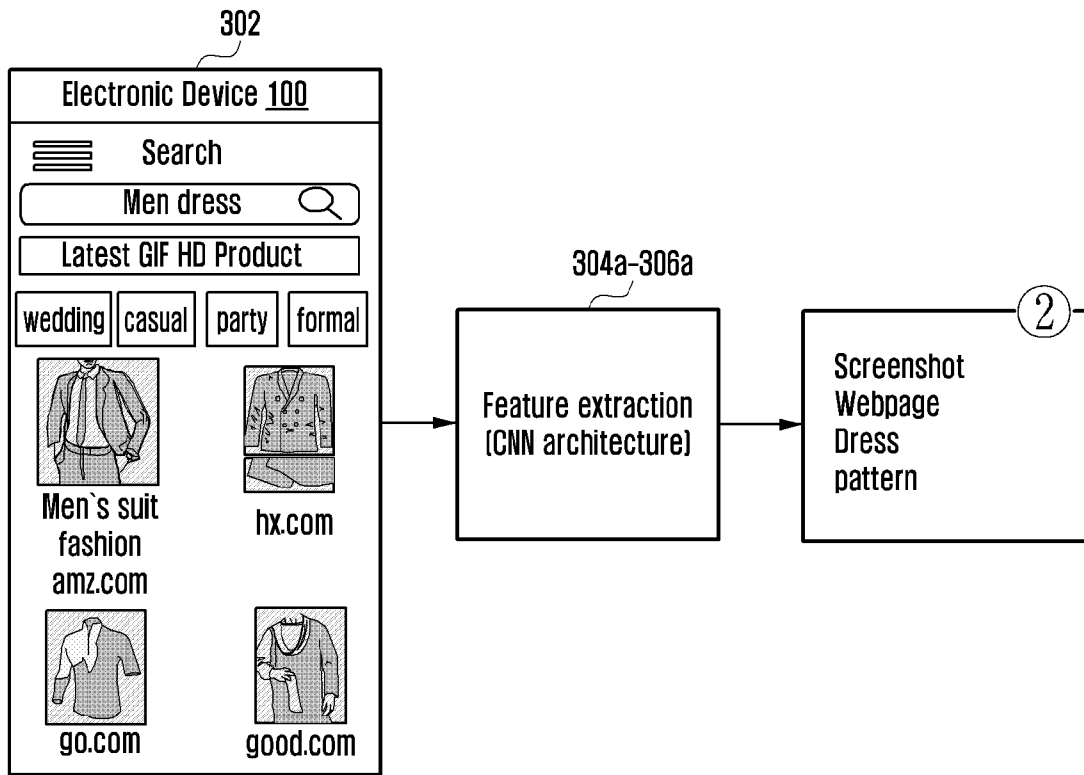 302
Electronic Device 100
Search
Men dress
Latest GIF HD Product
wedding casual party formal
Men`s suit
fashion
amz.com
hx.com
go.com
good.com
304a-306a
Feature extraction
(CNN architecture)
2
Screenshot
Webpage
Dress
pattern